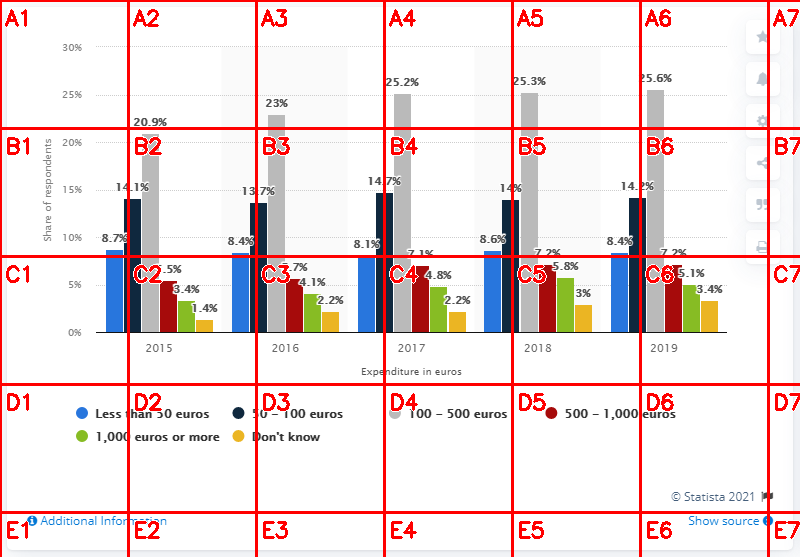 A1 A2 A3 A4 A5 A6 A7
30%
25%
25.2% 25.3% 25.6%
23%
20.9%
B1 B2 B3 B4 B5 B6 B7
20%
Share of respondents
15%
14.1% 13.7% 14.7% 14% 14.2%
10%
8.7% 8.4% 8.1% 8.6% 8.4%
7.1% 7.2% 7.2%
C1 C2 C3 C4 C5 C6 C7
5%
3.4% 4.1% 4.8% 5.8% 5.1%
1.4% 2.2% 2.2% 3% 3.4%
0%
2015 2016 2017 2018 2019
Expenditure in euros
D1 D2 D3 D4 D5 D6 D7
Less than 50 euros 50 - 100 euros 100 - 500 euros 500 - 1,000 euros
1,000 euros or more Don't know
© Statista 2021
Additional Information Show source
E1 E2 E3 E4 E5 E6 E7